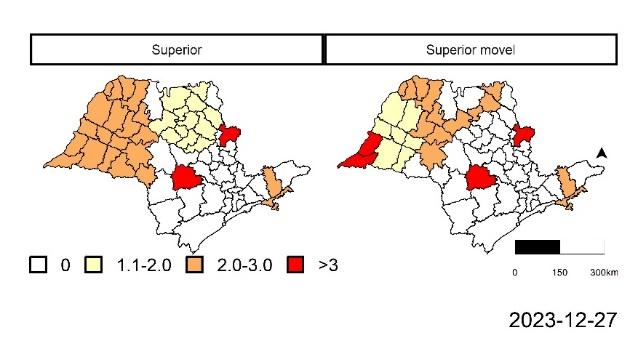 Superior
Superior movel
0 150 300km
0 1.1-2.0 2.0-3.0 >3
2023-12-27